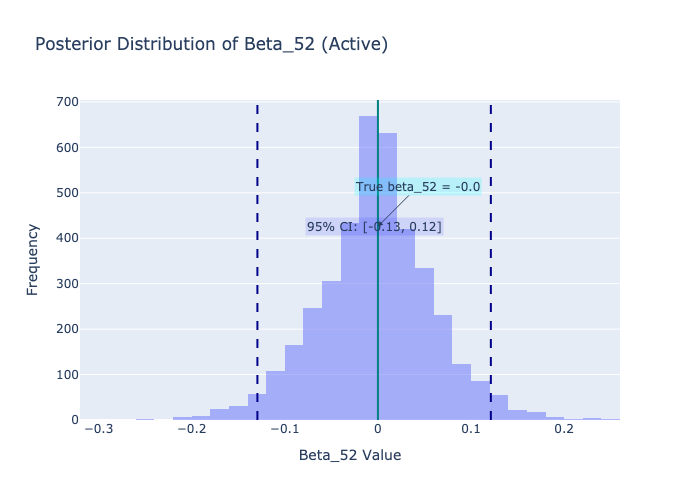 Posterior Distribution of Beta_52 (Active)
700
600
500
400
300
200
100
0
Frequency
True beta_52 = -0.0
95% CI: [-0.13, 0.12]
−0.3
−0.2
−0.1
0
0.1
0.2
Beta_52 Value